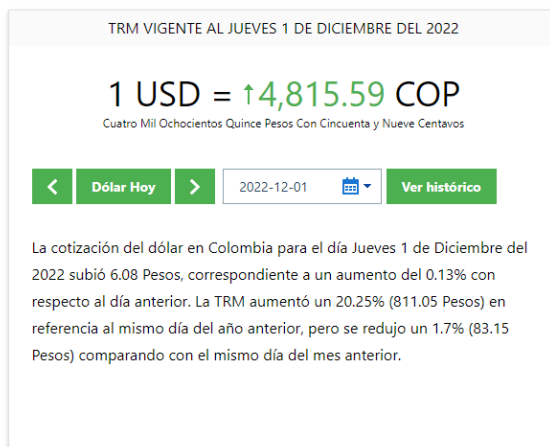 TRM VIGENTE AL JUEVES 1 DE DICIEMBRE DEL 2022
1 USD = ↑4,815.59 COP
Cuatro Mil Ochocientos Quince Pesos Con Cincuenta y Nueve Centavos
Dólar Hoy 2022-12-01 Ver histórico
La cotización del dólar en Colombia para el día Jueves 1 de Diciembre del
2022 subió 6.08 Pesos, correspondiente a un aumento del 0.13% con
respecto al día anterior. La TRM aumentó un 20.25% (811.05 Pesos) en
referencia al mismo día del año anterior, pero se redujo un 1.7% (83.15
Pesos) comparando con el mismo día del mes anterior.